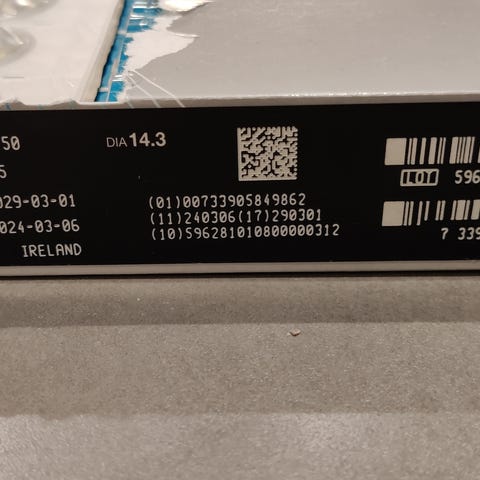 50
DIA 14.3
5
029-03-01
024-03-06
IRELAND
(01)00733905849862
(11)240306(17)290301
(10)596281010800000312
LOT 596
7 339